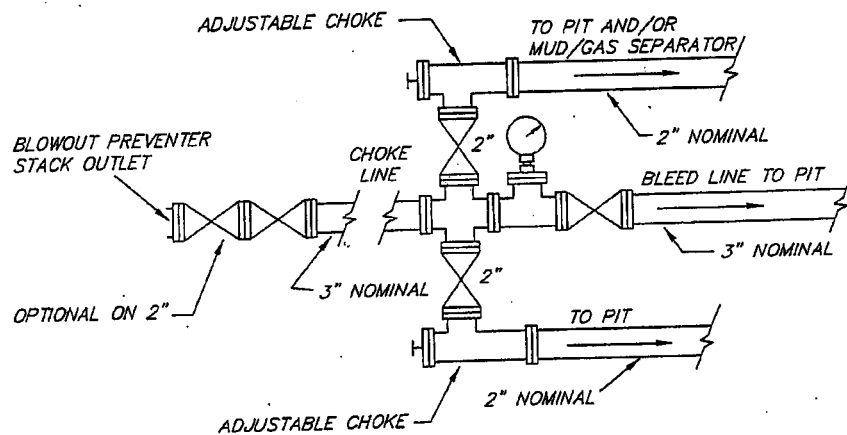 ADJUSTABLE CHOKE
TO PIT AND/OR
MUD/GAS SEPARATOR
2" NOMINAL
BLOWOUT PREVENTER
STACK OUTLET
CHOKE
LINE
2"
BLEED LINE TO PIT
3" NOMINAL
3" NOMINAL
2"
OPTIONAL ON 2"
TO PIT
2" NOMINAL
ADJUSTABLE CHOKE